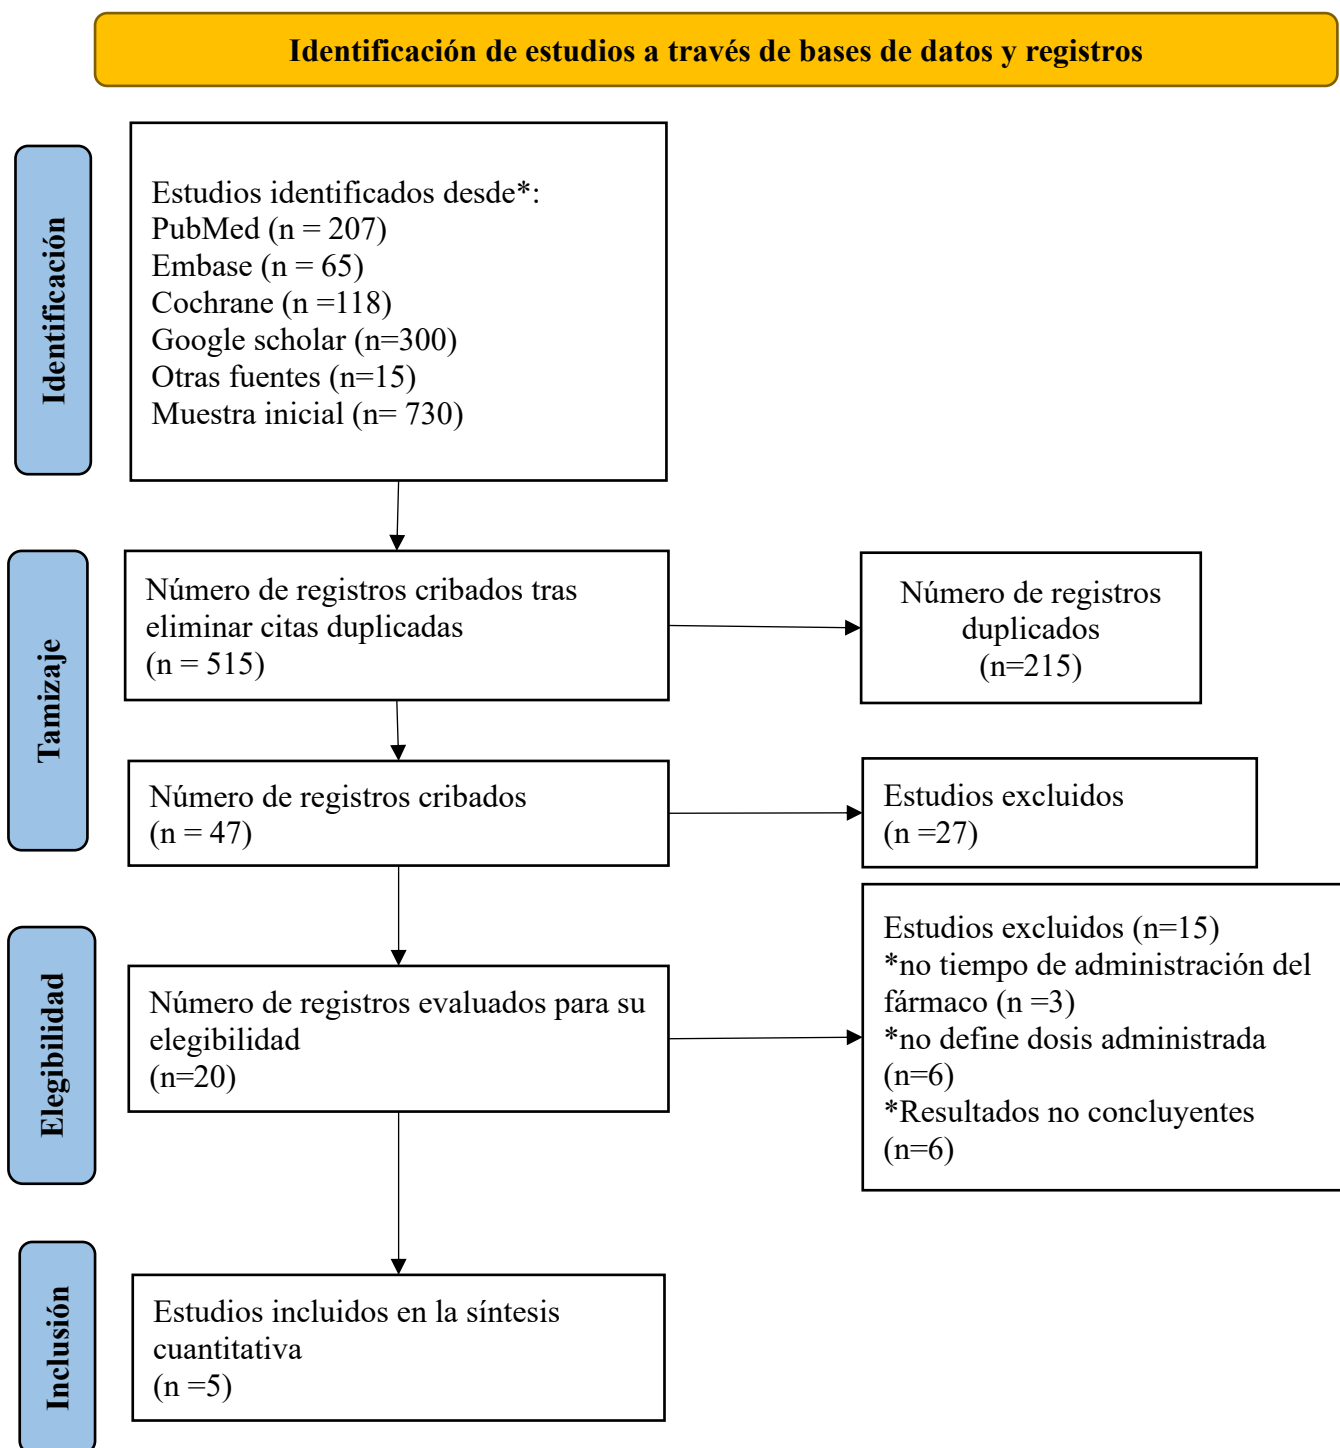 Identificación de estudios a través de bases de datos y registros
Identificación
Estudios identificados desde*:
PubMed (n = 207)
Embase (n = 65)
Cochrane (n =118)
Google scholar (n=300)
Otras fuentes (n=15)
Muestra inicial (n= 730)
Tamizaje
Número de registros cribados tras
eliminar citas duplicadas
(n = 515)
Número de registros
duplicados
(n=215)
Número de registros cribados
(n = 47)
Estudios excluidos
(n =27)
Elegibilidad
Número de registros evaluados para su
elegibilidad
(n=20)
Estudios excluidos (n=15)
*no tiempo de administración del
fármaco (n =3)
*no define dosis administrada
(n=6)
*Resultados no concluyentes
(n=6)
Inclusión
Estudios incluidos en la síntesis
cuantitativa
(n =5)